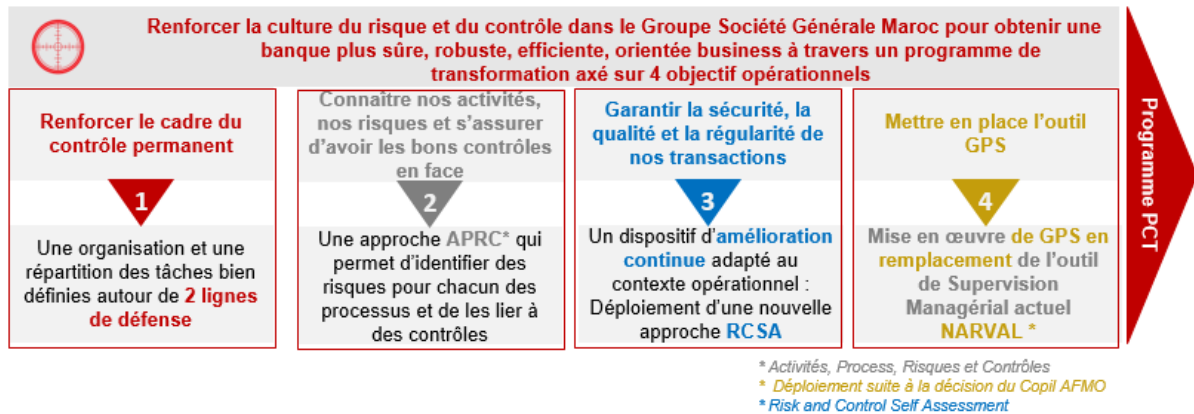 Renforcer la culture du risque et du contrôle dans le Groupe Société Générale Maroc pour obtenir une
banque plus sûre, robuste, efficiente, orientée business à travers un programme de
transformation axé sur 4 objectif opérationnels
Renforcer le cadre du
contrôle permanent
1
Une organisation et une
répartition des tâches bien
définies autour de 2 lignes
de défense
Connaître nos activités,
nos risques et s'assurer
d'avoir les bons contrôles
en face
2
Une approche APRC* qui
permet d'identifier des
risques pour chacun des
processus et de les lier à
des contrôles
Garantir la sécurité, la
qualité et la régularité de
nos transactions
3
Un dispositif d'amélioration
continue adapté au
contexte opérationnel :
Déploiement d'une nouvelle
approche RCSA
Mettre en place l'outil
GPS
4
Mise en œuvre de GPS en
remplacement de l'outil
de Supervision
Managérial actuel
NARVAL *
Programme PCT
* Activités, Process, Risques et Contrôles
* Déploiement suite à la décision du Copil AFMO
* Risk and Control Self Assessment